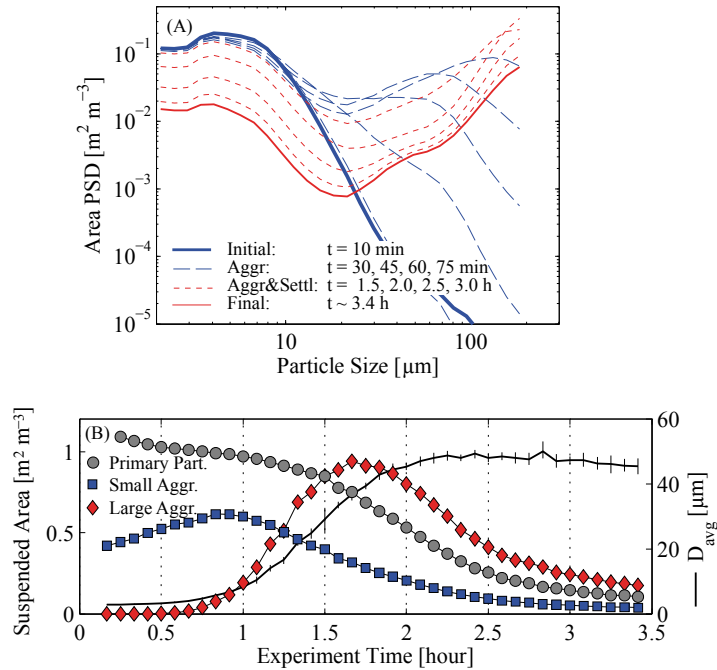 (A)
10⁻¹
10⁻²
10⁻³
10⁻⁴
10⁻⁵
Area PSD [m² m⁻³]
Initial: t = 10 min
Aggr: t = 30, 45, 60, 75 min
Aggr&Settl: t = 1.5, 2.0, 2.5, 3.0 h
Final: t ~ 3.4 h
10 100
Particle Size [µm]
(B)
1
0.5
0
Suspended Area [m² m⁻³]
Primary Part.
Small Aggr.
Large Aggr.
60
40
20
0
D_avg [µm]
0 0.5 1 1.5 2 2.5 3 3.5
Experiment Time [hour]